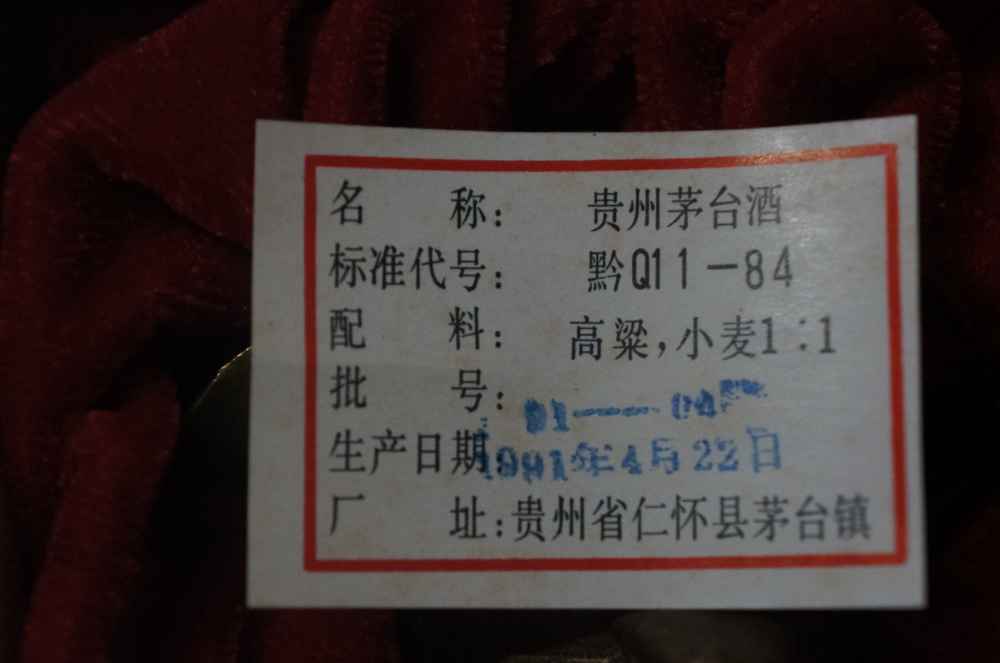 名 称: 贵州茅台酒
标准代号: 黔Q11-84
配 料: 高粱,小麦1:1
批 号: 91—04
生产日期 1991年4月22日
厂 址:贵州省仁怀县茅台镇